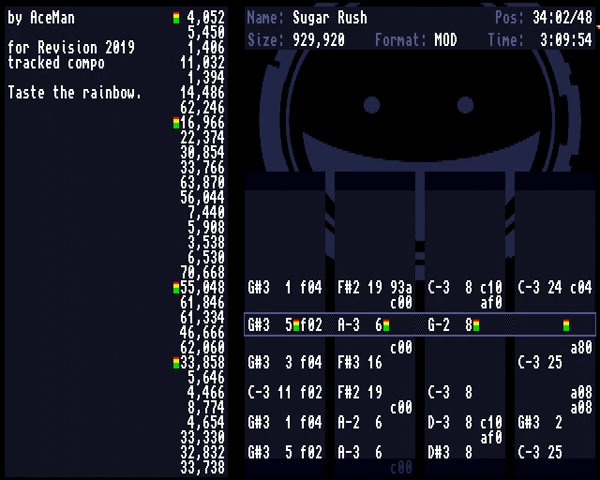 by AceMan 4,052
5,450
for Revision 2019 1,406
tracked compo 11,032
1,394
Taste the rainbow. 14,486
62,246
16,966
22,374
30,854
33,766
63,870
56,044
7,440
5,908
3,538
6,530
70,668
55,048
61,846
61,334
46,666
62,060
33,858
5,646
4,466
8,774
4,654
33,330
32,832
33,738
Name: Sugar Rush Pos: 34:02/48
Size: 929,920 Format: MOD Time: 3:09:54
G#3 1 f04 F#2 19 93a C-3 8 c10 C-3 24 c04
c00 af0
G#3 5 f02 A-3 6 G-2 8
c00 a80
G#3 3 f04 F#3 16 C-3 25
C-3 11 f02 F#2 19 C-3 8 a08
c00 a08
G#3 1 f04 A-2 6 D-3 8 c10 G#3 2
af0
G#3 5 f02 A-3 6 D#3 8 C-3 25
c00